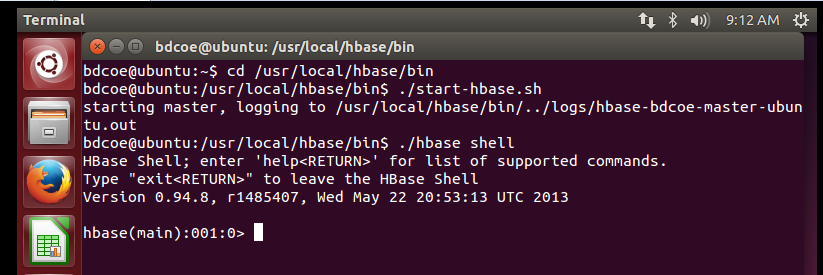 Terminal
9:12 AM
bdcoe@ubuntu: /usr/local/hbase/bin
bdcoe@ubuntu:~$ cd /usr/local/hbase/bin
bdcoe@ubuntu:/usr/local/hbase/bin$ ./start-hbase.sh
starting master, logging to /usr/local/hbase/bin/../logs/hbase-bdcoe-master-ubun
tu.out
bdcoe@ubuntu:/usr/local/hbase/bin$ ./hbase shell
HBase Shell; enter 'help<RETURN>' for list of supported commands.
Type "exit<RETURN>" to leave the HBase Shell
Version 0.94.8, r1485407, Wed May 22 20:53:13 UTC 2013
hbase(main):001:0>